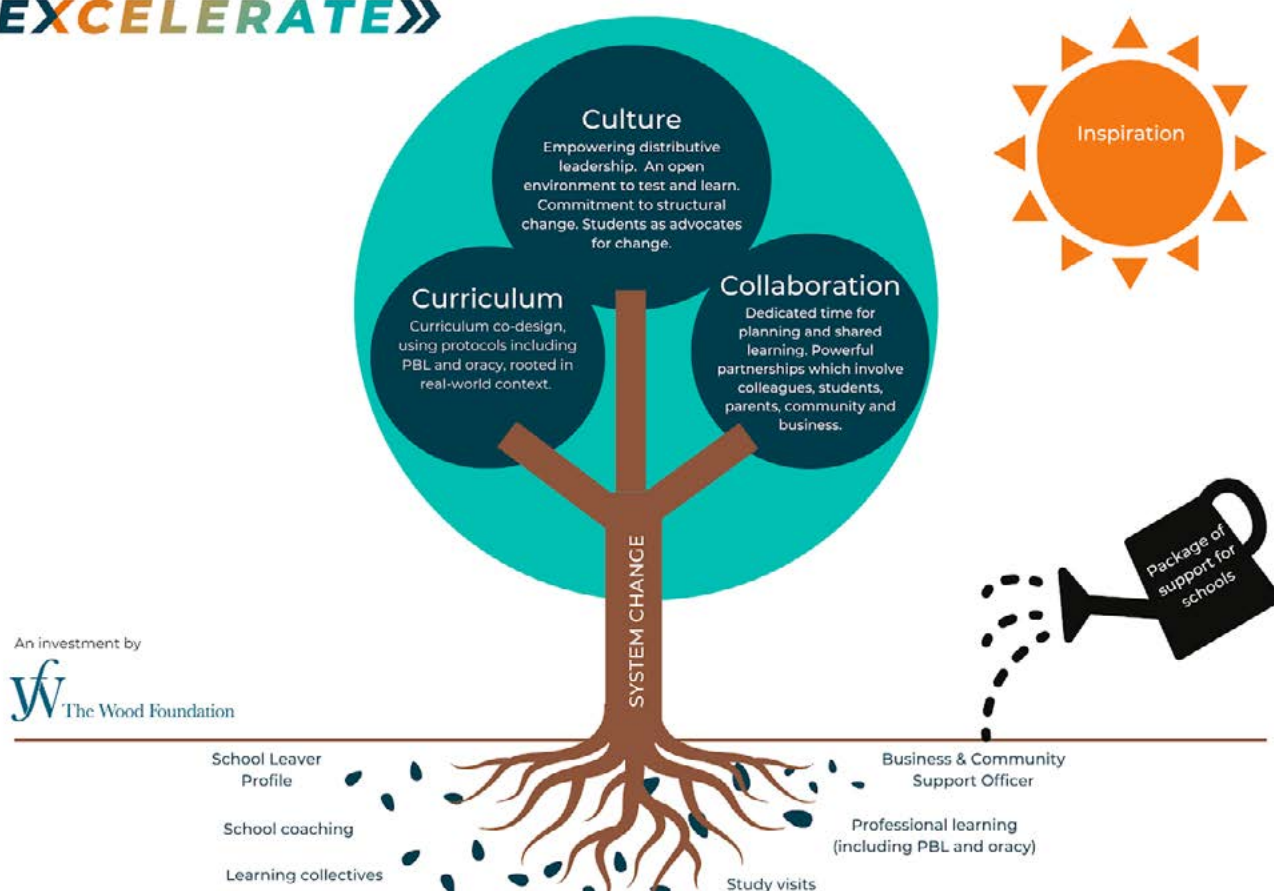 EXCELERATE
Culture
Empowering distributive
leadership. An open
environment to test and learn.
Commitment to structural
change. Students as advocates
for change.
Curriculum
Curriculum co-design,
using protocols including
PBL and oracy, rooted in
real-world context.
Collaboration
Dedicated time for
planning and shared
learning. Powerful
partnerships which involve
colleagues, students,
parents, community and
business.
Inspiration
Package of
support for
schools
SYSTEM CHANGE
An investment by
The Wood Foundation
School Leaver
Profile
School coaching
Learning collectives
Business & Community
Support Officer
Professional learning
(including PBL and oracy)
Study visits